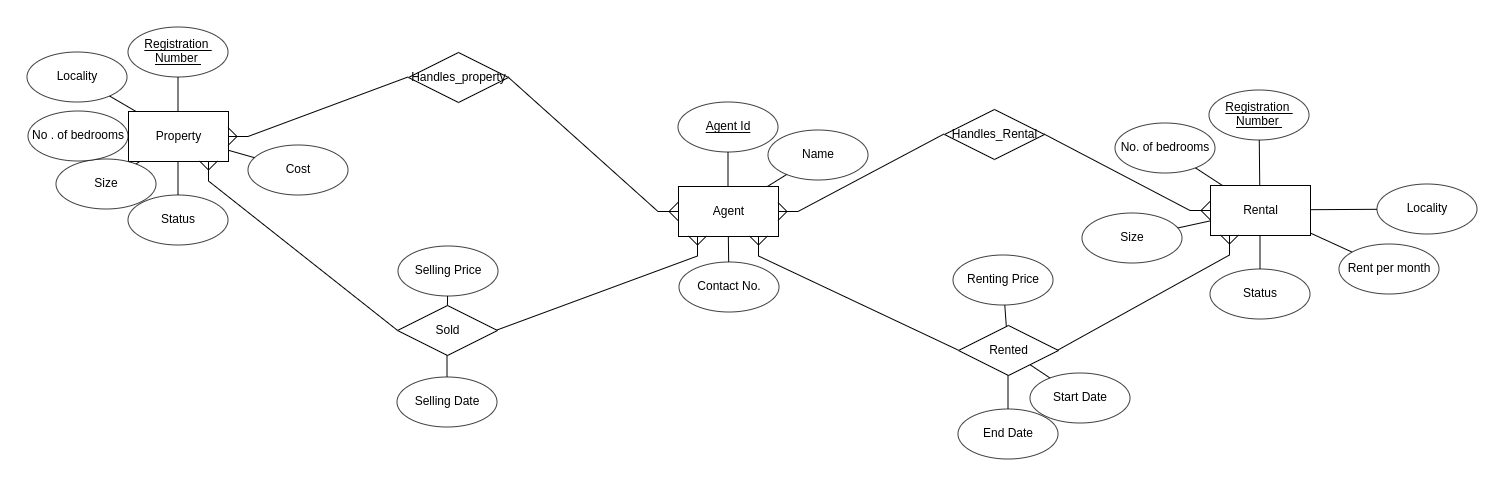 Registration
Number
Locality
Handles_property
No . of bedrooms
Property
Cost
Size
Status
Agent Id
Name
Agent
Contact No.
Handles_Rental
Registration
Number
No. of bedrooms
Rental
Locality
Size
Rent per month
Status
Selling Price
Sold
Selling Date
Renting Price
Rented
Start Date
End Date